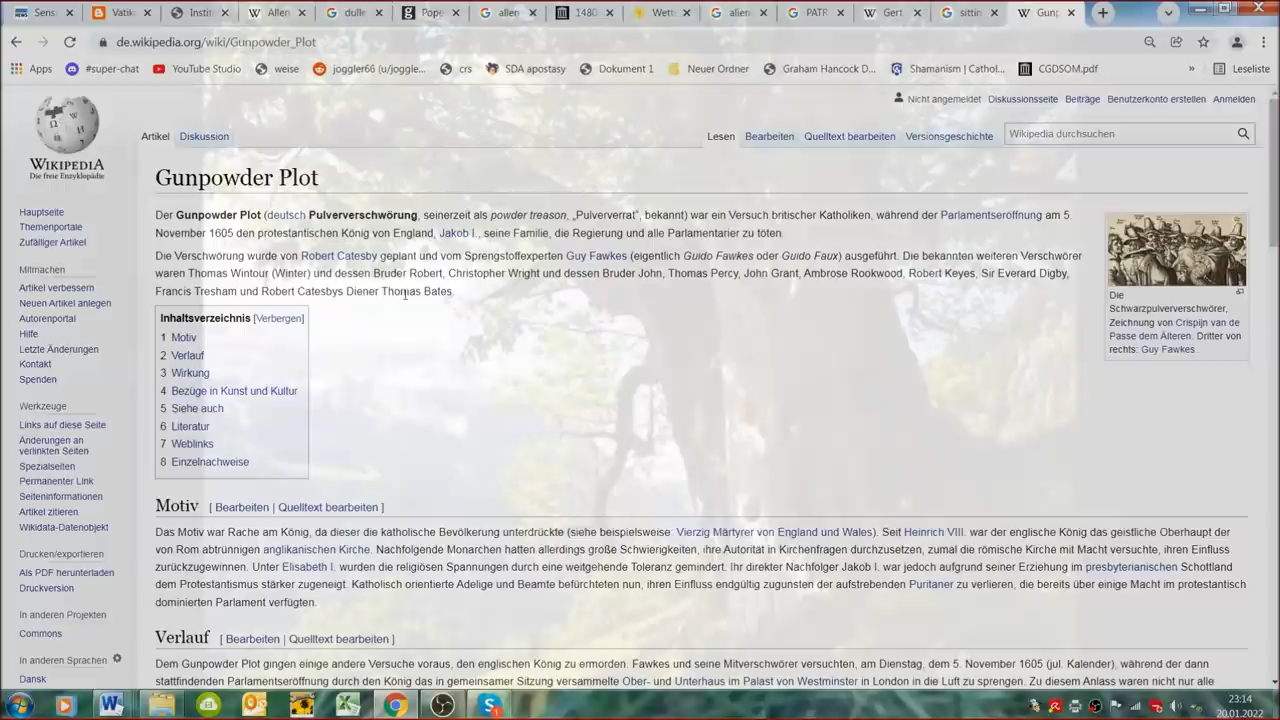 Sens
Vatik
Instit
Allen
dulle
Pope
allen
1480
Wette
alien
PATR
Gert
sittin
Gunp
de.wikipedia.org/wiki/Gunpowder_Plot
Apps
#super-chat
YouTube Studio
weise
joggler66 (u/joggle...
crs
SDA apostasy
Dokument 1
Neuer Ordner
Graham Hancock D...
Shamanism | Cathol...
CGDSOM.pdf
»
Leseliste
Nicht angemeldet Diskussionsseite Beiträge Benutzerkonto erstellen Anmelden
Artikel Diskussion
Lesen Bearbeiten Quelltext bearbeiten Versionsgeschichte
Wikipedia durchsuchen
WIKIPEDIA
Die freie Enzyklopädie
Hauptseite
Themenportale
Zufälliger Artikel
Mitmachen
Artikel verbessern
Neuen Artikel anlegen
Autorenportal
Hilfe
Letzte Änderungen
Kontakt
Spenden
Werkzeuge
Links auf diese Seite
Änderungen an
verlinkten Seiten
Spezialseiten
Permanenter Link
Seiteninformationen
Artikel zitieren
Wikidata-Datenobjekt
Drucken/exportieren
Als PDF herunterladen
Druckversion
In anderen Projekten
Commons
In anderen Sprachen
Dansk
Gunpowder Plot
Der Gunpowder Plot (deutsch Pulververschwörung, seinerzeit als powder treason, „Pulververrat“, bekannt) war ein Versuch britischer Katholiken, während der Parlamentseröffnung am 5.
November 1605 den protestantischen König von England, Jakob I., seine Familie, die Regierung und alle Parlamentarier zu töten.
Die Verschwörung wurde von Robert Catesby geplant und vom Sprengstoffexperten Guy Fawkes (eigentlich Guido Fawkes oder Guido Faux) ausgeführt. Die bekannten weiteren Verschwörer
waren Thomas Wintour (Winter) und dessen Bruder Robert, Christopher Wright und dessen Bruder John, Thomas Percy, John Grant, Ambrose Rookwood, Robert Keyes, Sir Everard Digby,
Francis Tresham und Robert Catesbys Diener Thomas Bates.
Die
Schwarzpulververschwörer,
Zeichnung von Crispijn van de
Passe dem Älteren. Dritter von
rechts: Guy Fawkes
Inhaltsverzeichnis [Verbergen]
1 Motiv
2 Verlauf
3 Wirkung
4 Bezüge in Kunst und Kultur
5 Siehe auch
6 Literatur
7 Weblinks
8 Einzelnachweise
Motiv [ Bearbeiten | Quelltext bearbeiten ]
Das Motiv war Rache am König, da dieser die katholische Bevölkerung unterdrückte (siehe beispielsweise: Vierzig Märtyrer von England und Wales). Seit Heinrich VIII. war der englische König das geistliche Oberhaupt der
von Rom abtrünnigen anglikanischen Kirche. Nachfolgende Monarchen hatten allerdings große Schwierigkeiten, ihre Autorität in Kirchenfragen durchzusetzen, zumal die römische Kirche mit Macht versuchte, ihren Einfluss
zurückzugewinnen. Unter Elisabeth I. wurden die religiösen Spannungen durch eine weitgehende Toleranz gemindert. Ihr direkter Nachfolger Jakob I. war jedoch aufgrund seiner Erziehung im presbyterianischen Schottland
dem Protestantismus stärker zugeneigt. Katholisch orientierte Adelige und Beamte befürchteten nun, ihren Einfluss endgültig zugunsten der aufstrebenden Puritaner zu verlieren, die bereits über einige Macht im protestantisch
dominierten Parlament verfügten.
Verlauf [ Bearbeiten | Quelltext bearbeiten ]
Dem Gunpowder Plot gingen einige andere Versuche voraus, den englischen König zu ermorden. Fawkes und seine Mitverschwörer versuchten, am Dienstag, dem 5. November 1605 (jul. Kalender), während der dann
stattfindenden Parlamentseröffnung durch den König das in gemeinsamer Sitzung versammelte Ober- und Unterhaus im Palast von Westminster in London in die Luft zu sprengen. Zu diesem Anlass waren nicht nur alle
23:14
20.01.2022